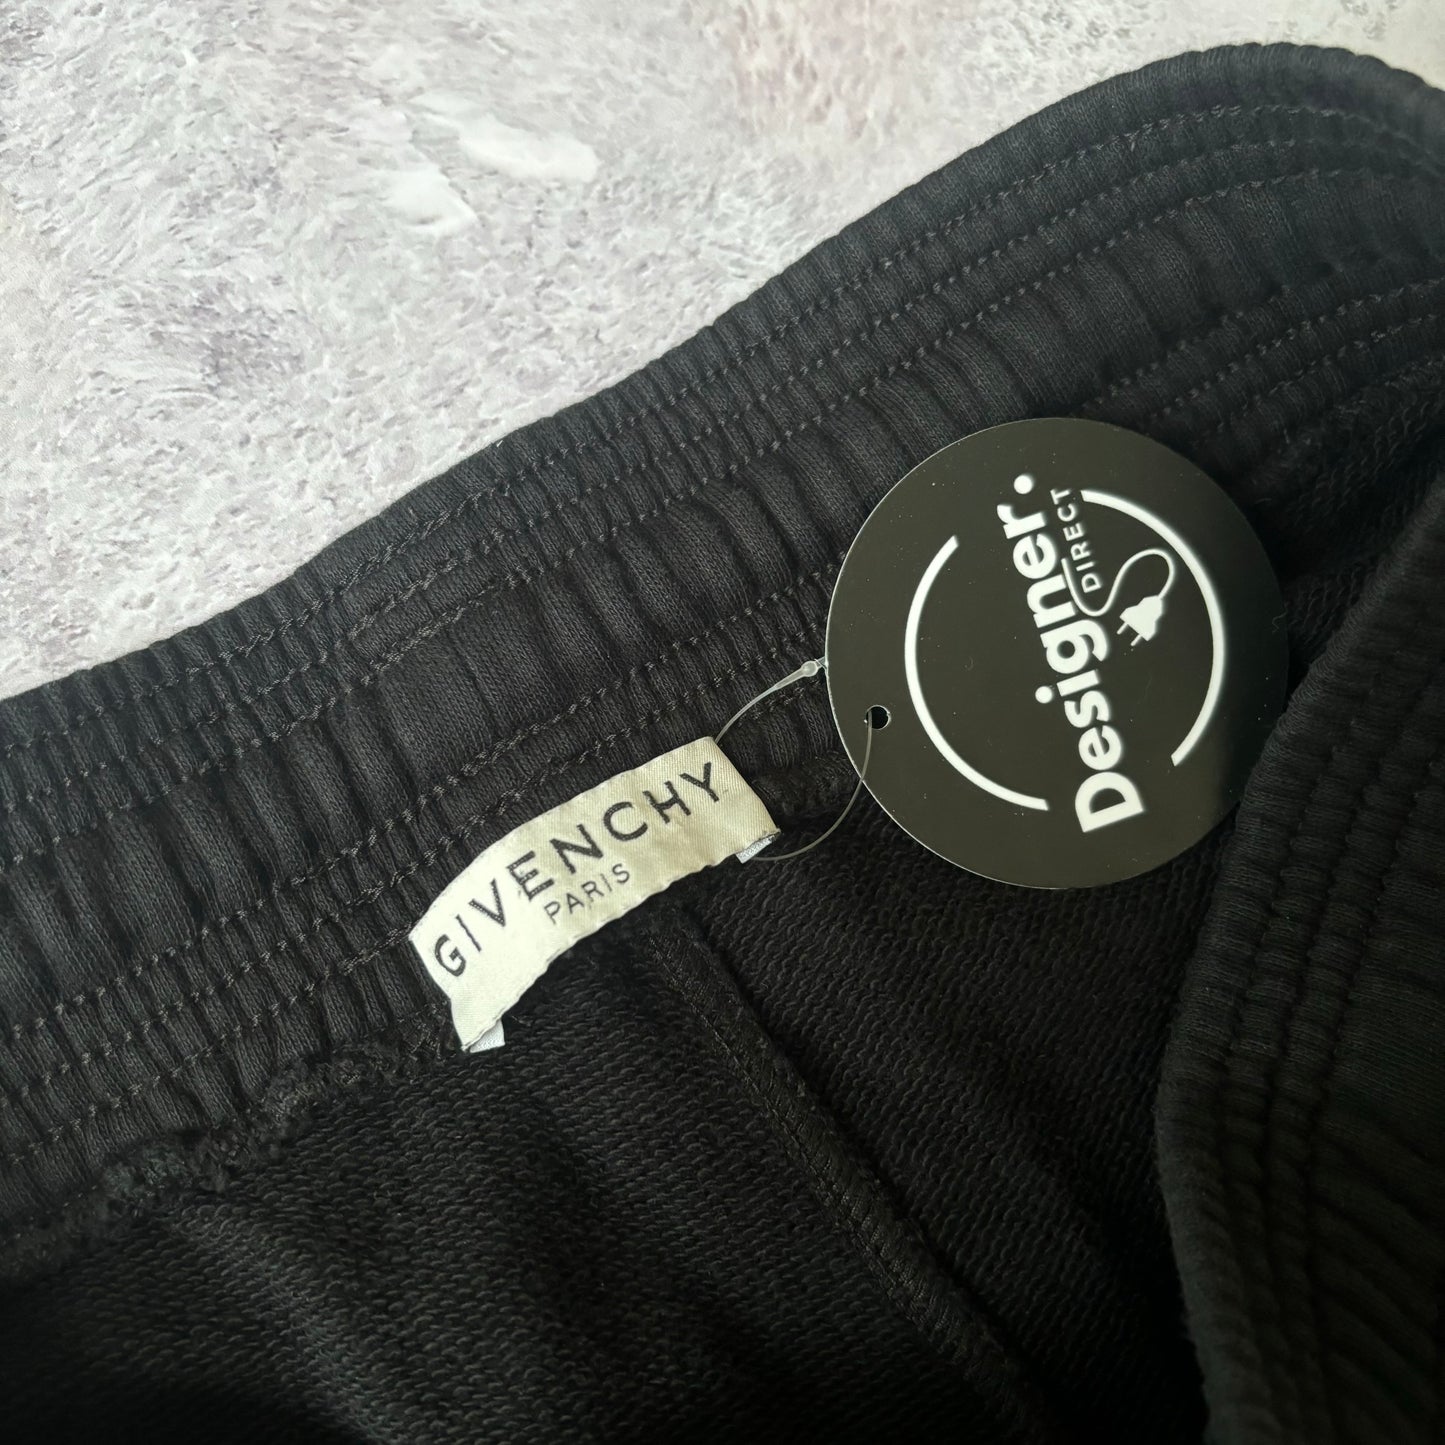 GIVENCHY
PARIS
Designer.
DIRECT